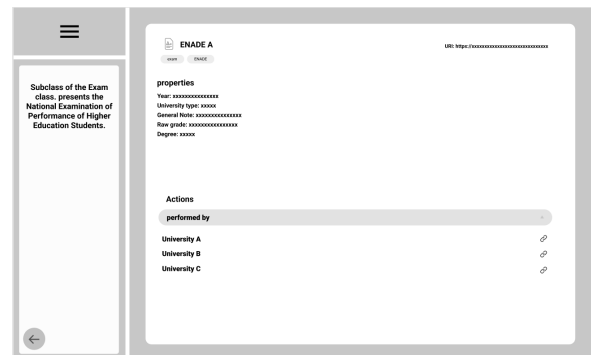 Subclass of the Exam
class. presents the
National Examination of
Performance of Higher
Education Students.
ENADE A
URI: https://xxxxxxxxxxxxxxxxxxxxxxxxxxxxx
exam ENADE
properties
Year: xxxxxxxxxxxxxxx
University type: xxxxx
General Note: xxxxxxxxxxxxxxx
Raw grade: xxxxxxxxxxxxxxxx
Degree: xxxxx
Actions
performed by
University A
University B
University C